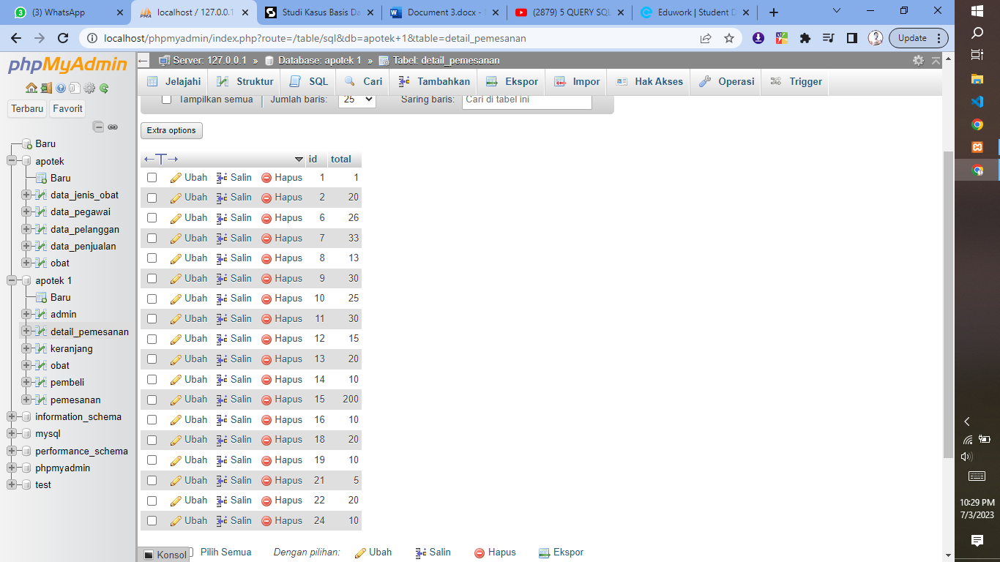 (3) WhatsApp
localhost / 127.0.0.1
Studi Kasus Basis Da
Document 3.docx -
(2879) 5 QUERY SQL
Eduwork | Student D
localhost/phpmyadmin/index.php?route=/table/sql&db=apotek+1&table=detail_pemesanan
Update
phpMyAdmin
Terbaru Favorit
Baru
apotek
Baru
data_jenis_obat
data_pegawai
data_pelanggan
data_penjualan
obat
apotek 1
Baru
admin
detail_pemesanan
keranjang
obat
pembeli
pemesanan
information_schema
mysql
performance_schema
phpmyadmin
test
Server: 127.0.0.1 » Database: apotek 1 » Tabel: detail_pemesanan
Jelajahi Struktur SQL Cari Tambahkan Ekspor Impor Hak Akses Operasi Trigger
Tampilkan semua Jumlah baris: 25 Saring baris: Cari di tabel ini
Extra options
←T→ id total
Ubah Salin Hapus 1 1
Ubah Salin Hapus 2 20
Ubah Salin Hapus 6 26
Ubah Salin Hapus 7 33
Ubah Salin Hapus 8 13
Ubah Salin Hapus 9 30
Ubah Salin Hapus 10 25
Ubah Salin Hapus 11 30
Ubah Salin Hapus 12 15
Ubah Salin Hapus 13 20
Ubah Salin Hapus 14 10
Ubah Salin Hapus 15 200
Ubah Salin Hapus 16 10
Ubah Salin Hapus 18 20
Ubah Salin Hapus 19 10
Ubah Salin Hapus 21 5
Ubah Salin Hapus 22 20
Ubah Salin Hapus 24 10
Pilih Semua Dengan pilihan: Ubah Salin Hapus Ekspor
Konsol
10:29 PM
7/3/2023